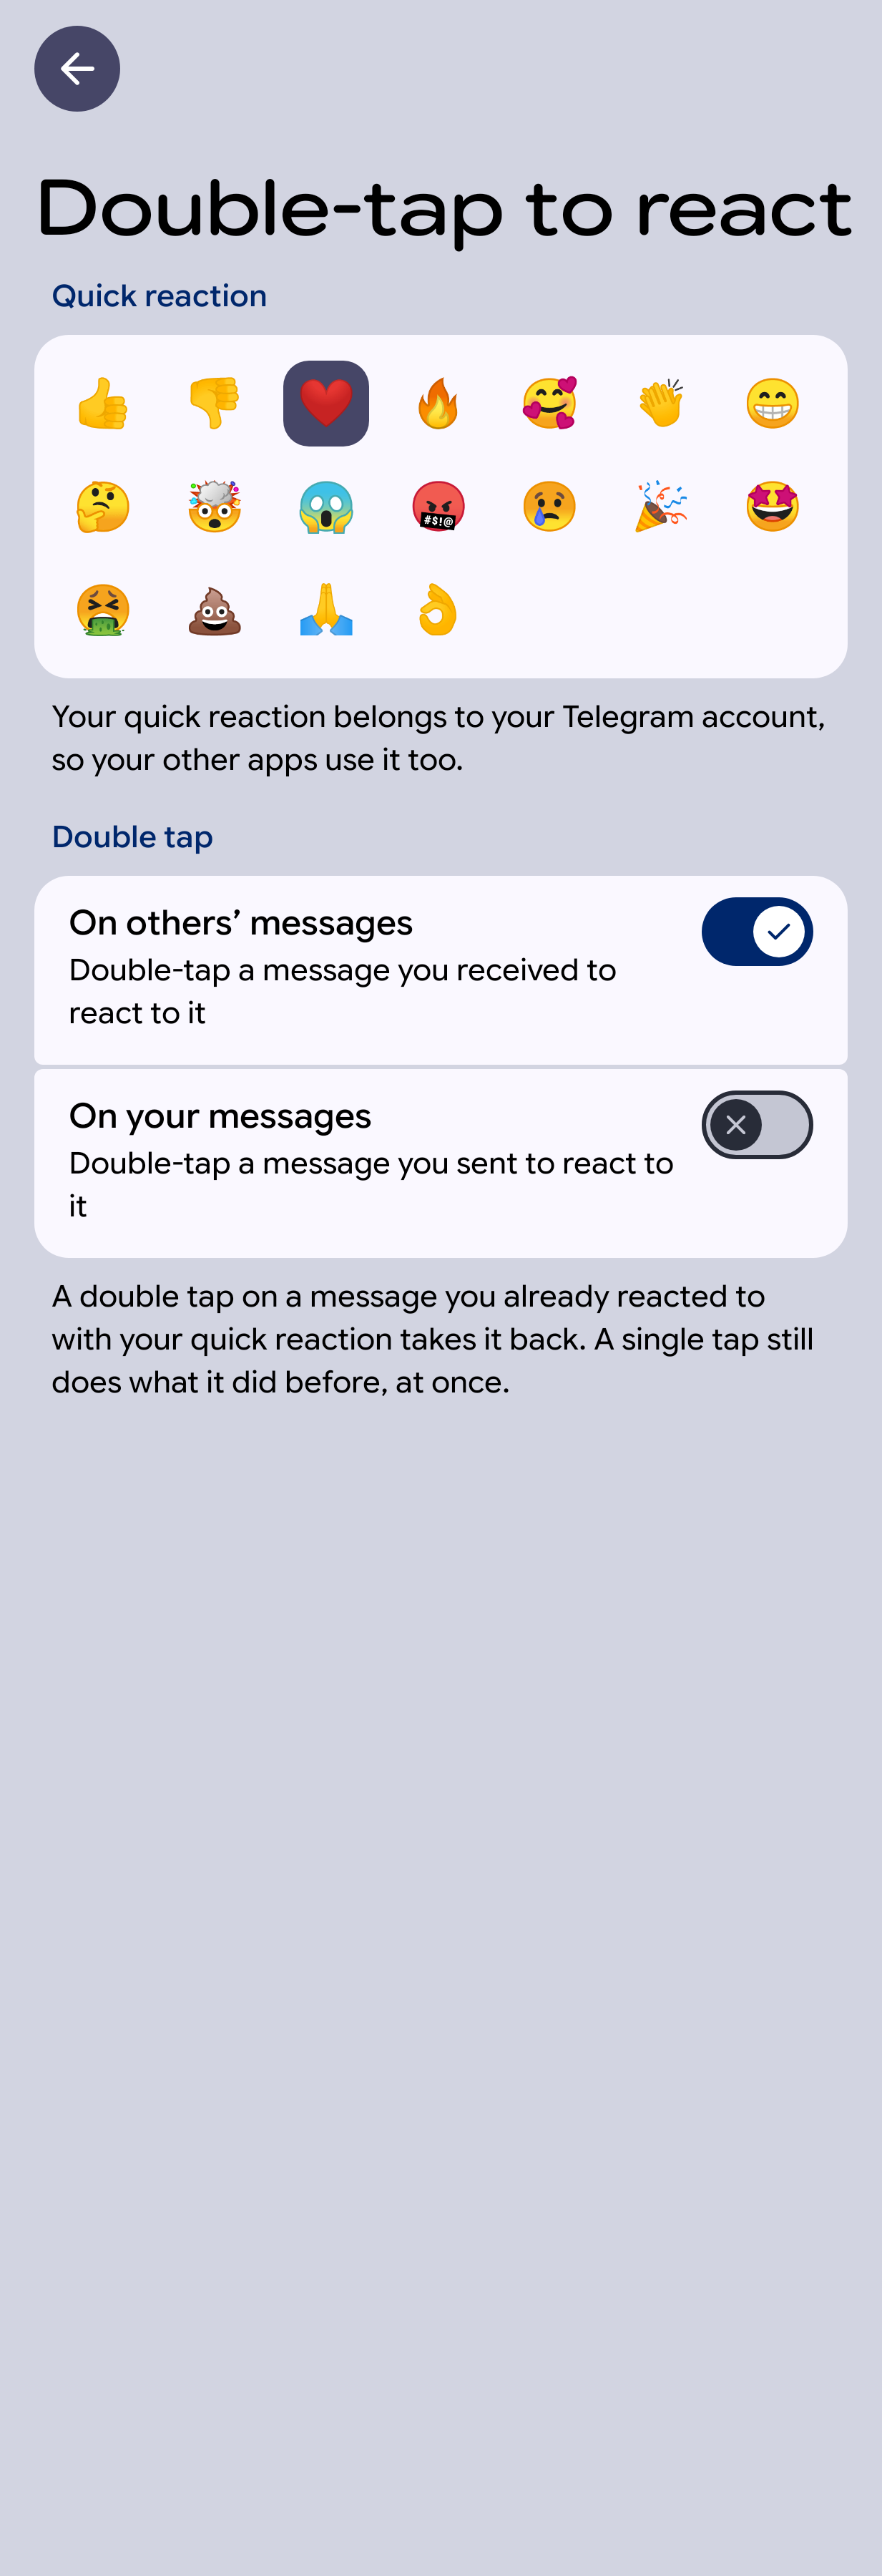 Double-tap to react
Quick reaction
#$!@
Your quick reaction belongs to your Telegram account,
so your other apps use it too.
Double tap
On others’ messages
Double-tap a message you received to
react to it
On your messages
Double-tap a message you sent to react to
it
A double tap on a message you already reacted to
with your quick reaction takes it back. A single tap still
does what it did before, at once.